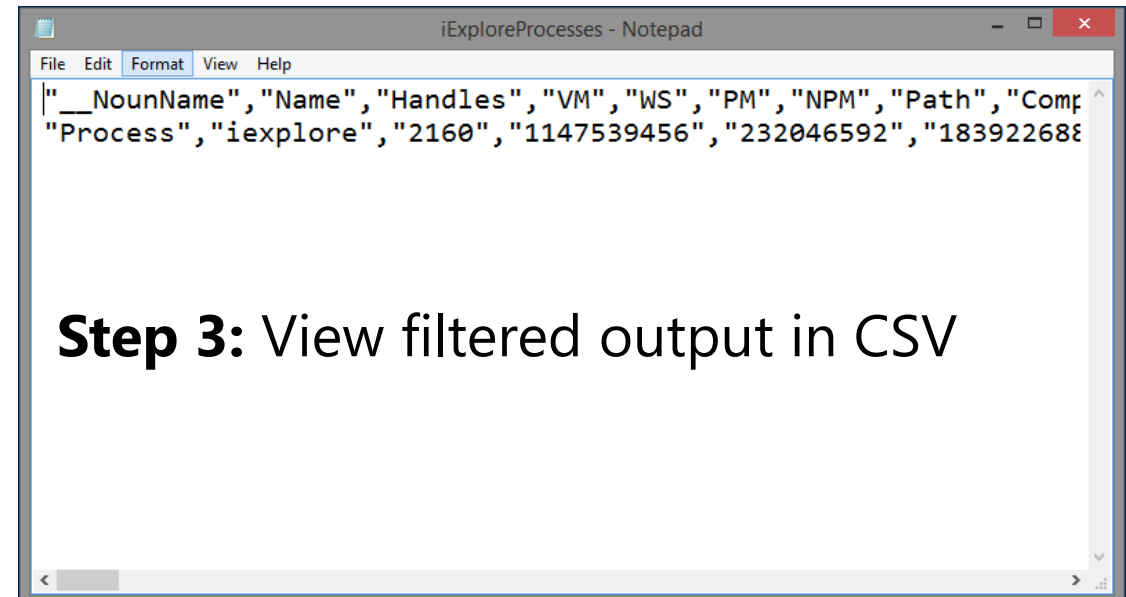 iExploreProcesses - Notepad
File Edit Format View Help
"__NounName","Name","Handles","VM","WS","PM","NPM","Path","Comp
"Process","iexplore","2160","1147539456","232046592","183922688
Step 3: View filtered output in CSV